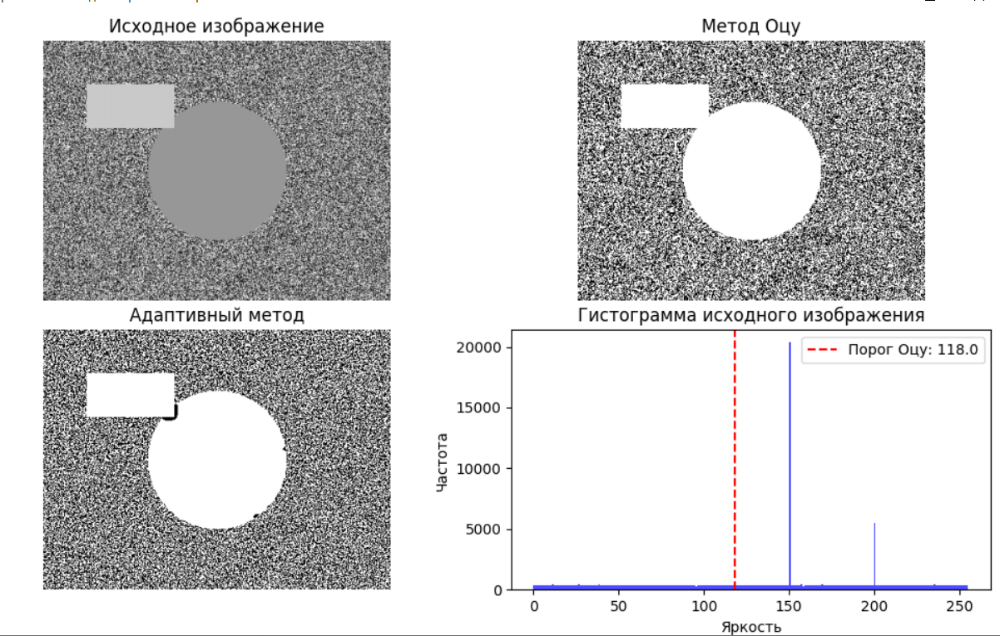 Исходное изображение
Метод Оцу
Адаптивный метод
Гистограмма исходного изображения
Порог Оцу: 118.0
20000
15000
10000
5000
0
Частота
0 50 100 150 200 250
Яркость